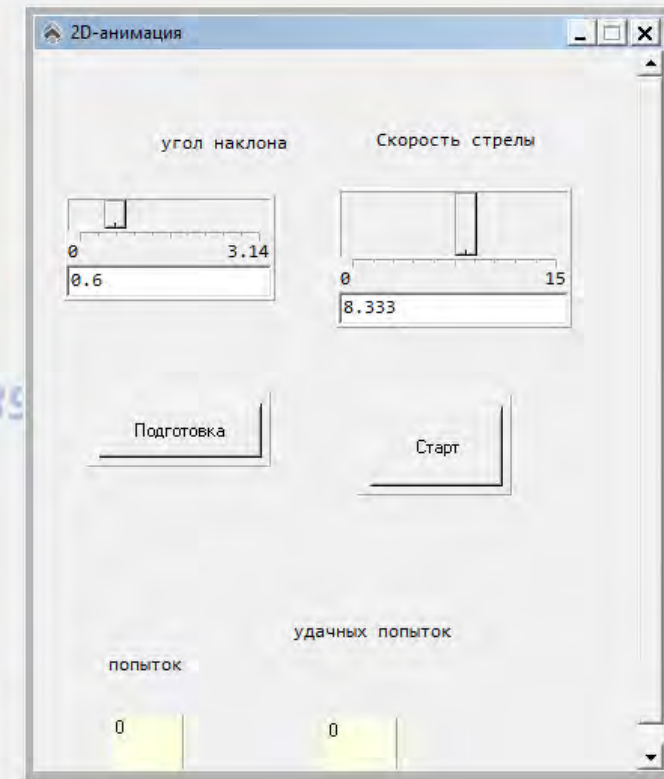 2D-анимация
угол наклона
Скорость стрелы
0 3.14
0.6
0 15
8.333
Подготовка
Старт
удачных попыток
попыток
0 0